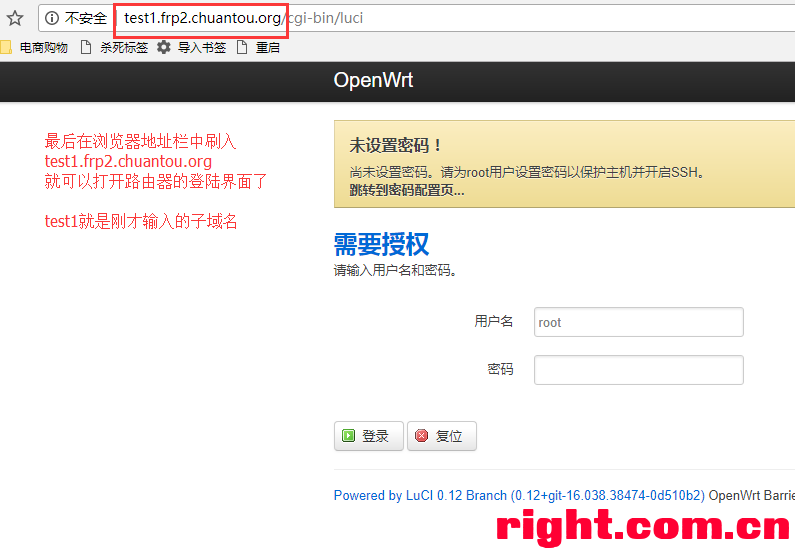 不安全 test1.frp2.chuantou.org/cgi-bin/luci
电商购物 杀死标签 导入书签 重启
OpenWrt
最后在浏览器地址栏中刷入
test1.frp2.chuantou.org
就可以打开路由器的登陆界面了
test1就是刚才输入的子域名
未设置密码！
尚未设置密码。请为root用户设置密码以保护主机并开启SSH。
跳转到密码配置页...
需要授权
请输入用户名和密码。
用户名 root
密码
登录 复位
Powered by LuCI 0.12 Branch (0.12+git-16.038.38474-0d510b2) OpenWrt Barrie
right.com.cn